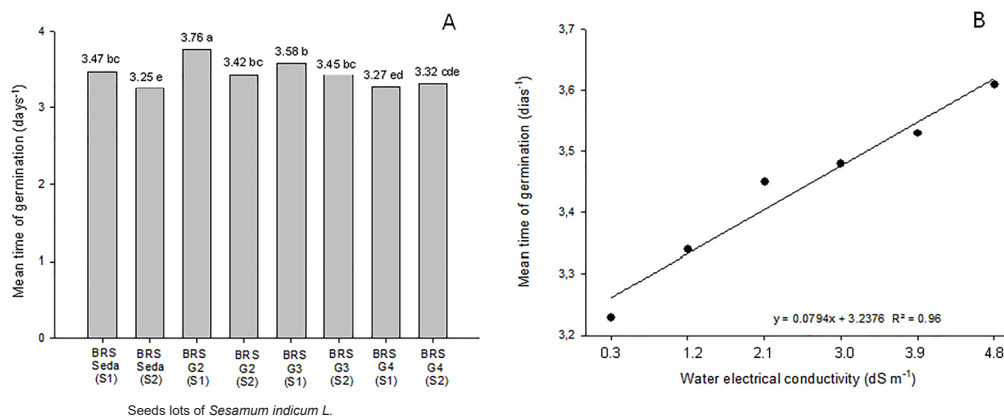 A
4
3
2
1
0
Mean time of germination (days-1)
3.47 bc
3.25 e
3.76 a
3.42 bc
3.58 b
3.45 bc
3.27 ed
3.32 cde
BRS Seda (S1)
BRS Seda (S2)
BRS G2 (S1)
BRS G2 (S2)
BRS G3 (S1)
BRS G3 (S2)
BRS G4 (S1)
BRS G4 (S2)
Seeds lots of Sesamum indicum L.
B
3,7
3,6
3,5
3,4
3,3
3,2
Mean time of germination (dias-1)
y = 0.0794x + 3.2376 R² = 0.96
0.3 1.2 2.1 3.0 3.9 4.8
Water electrical conductivity (dS m-1)